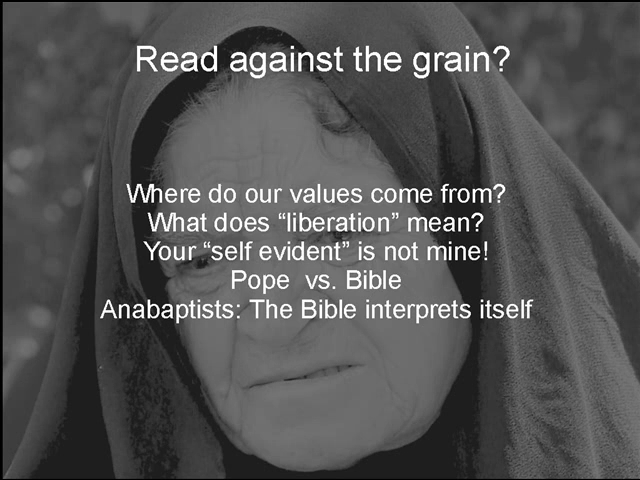 Read against the grain?
Where do our values come from?
What does “liberation” mean?
Your “self evident” is not mine!
Pope  vs. Bible
Anabaptists: The Bible interprets itself